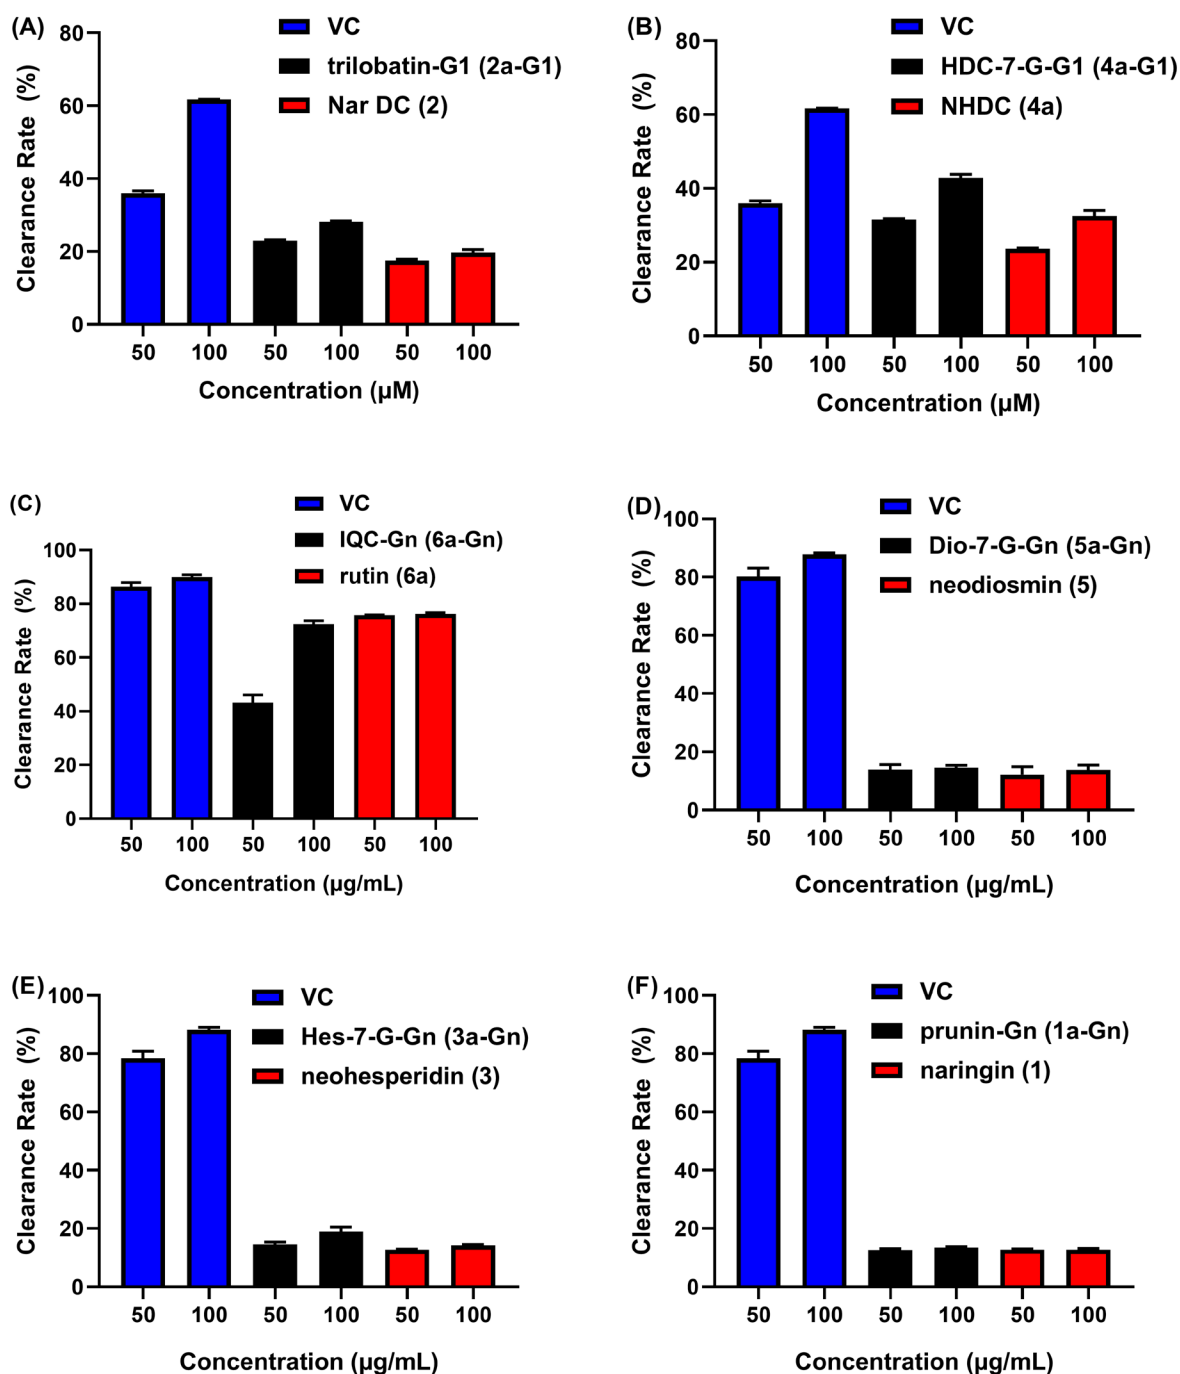 (A)
VC
trilobatin-G1 (2a-G1)
Nar DC (2)
Clearance Rate (%)
80
60
40
20
0
50 100 50 100 50 100
Concentration (µM)
(B)
VC
HDC-7-G-G1 (4a-G1)
NHDC (4a)
Clearance Rate (%)
80
60
40
20
0
50 100 50 100 50 100
Concentration (µM)
(C)
VC
IQC-Gn (6a-Gn)
rutin (6a)
Clearance Rate (%)
100
80
60
40
20
0
50 100 50 100 50 100
Concentration (µg/mL)
(D)
VC
Dio-7-G-Gn (5a-Gn)
neodiosmin (5)
Clearance Rate (%)
100
80
60
40
20
0
50 100 50 100 50 100
Concentration (µg/mL)
(E)
VC
Hes-7-G-Gn (3a-Gn)
neohesperidin (3)
Clearance Rate (%)
100
80
60
40
20
0
50 100 50 100 50 100
Concentration (µg/mL)
(F)
VC
prunin-Gn (1a-Gn)
naringin (1)
Clearance Rate (%)
100
80
60
40
20
0
50 100 50 100 50 100
Concentration (µg/mL)